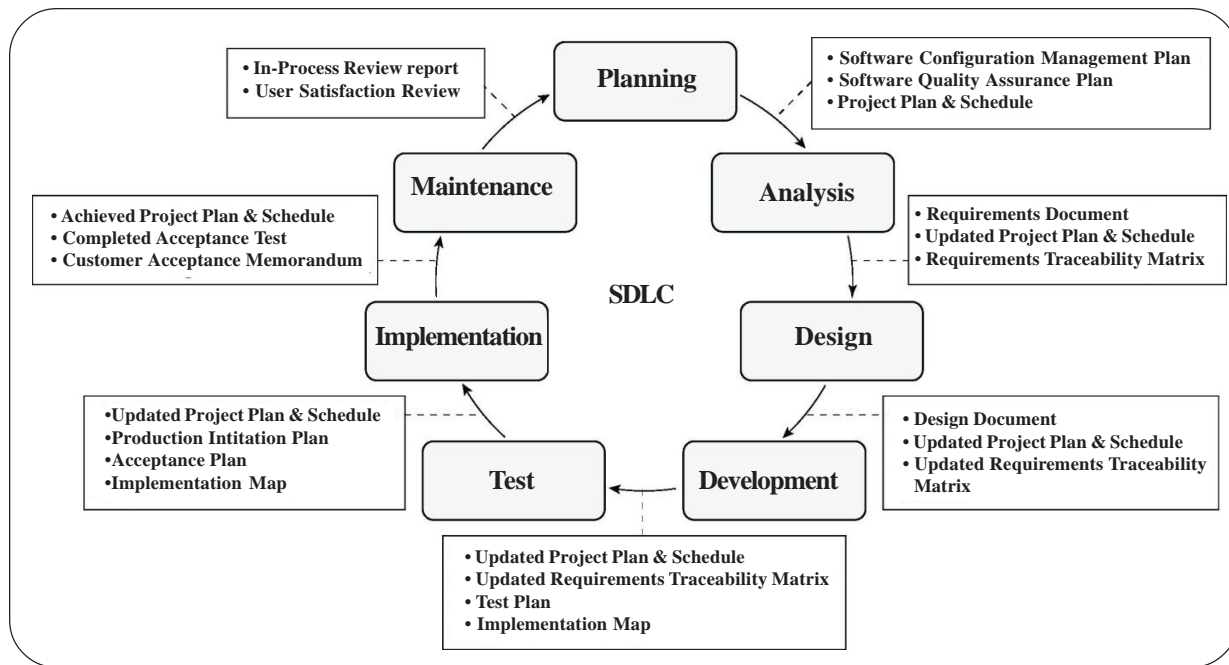 Planning
• In-Process Review report
• User Satisfaction Review
• Software Configuration Management Plan
• Software Quality Assurance Plan
• Project Plan & Schedule
Maintenance
Analysis
• Achieved Project Plan & Schedule
• Completed Acceptance Test
• Customer Acceptance Memorandum
• Requirements Document
• Updated Project Plan & Schedule
• Requirements Traceability Matrix
SDLC
Implementation
Design
•Updated Project Plan & Schedule
•Production Intitation Plan
•Acceptance Plan
•Implementation Map
• Design Document
• Updated Project Plan & Schedule
• Updated Requirements Traceability
Matrix
Test
Development
• Updated Project Plan & Schedule
• Updated Requirements Traceability Matrix
• Test Plan
• Implementation Map